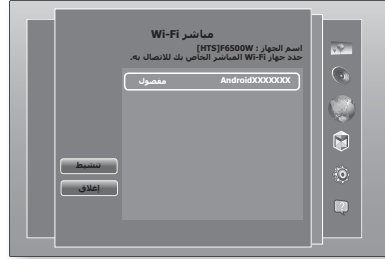 مباشر Wi-Fi
اسم الجهاز : [HTS]F6500W
حدد جهاز Wi-Fi المباشر الخاص بك للاتصال به.
AndroidXXXXXXX مفصول
تنشيط
إغلاق